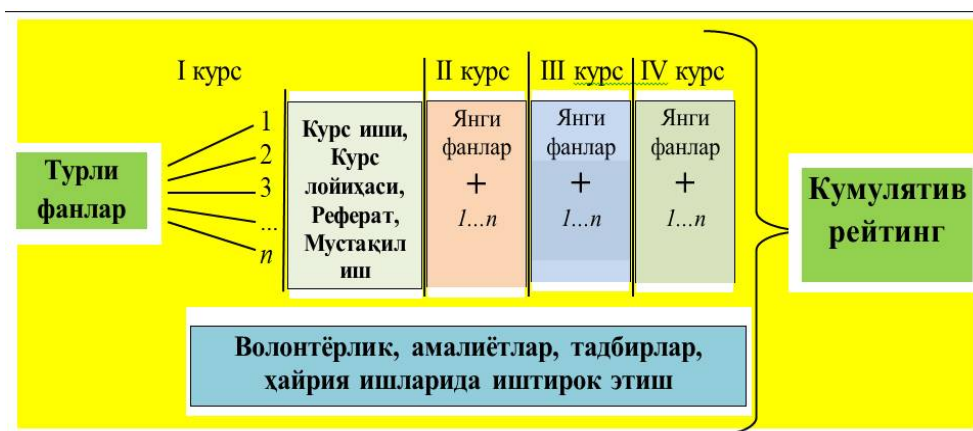 I курс
II курс
III курс
IV курс
Турли
фанлар
1
2
3
...
n
Курс иши,
Курс
лойиҳаси,
Реферат,
Мустақил
иш
Янги
фанлар
+
1...n
Янги
фанлар
+
1...n
Янги
фанлар
+
1...n
Кумулятив
рейтинг
Волонтёрлик, амалиётлар, тадбирлар,
ҳайрия ишларида иштирок этиш